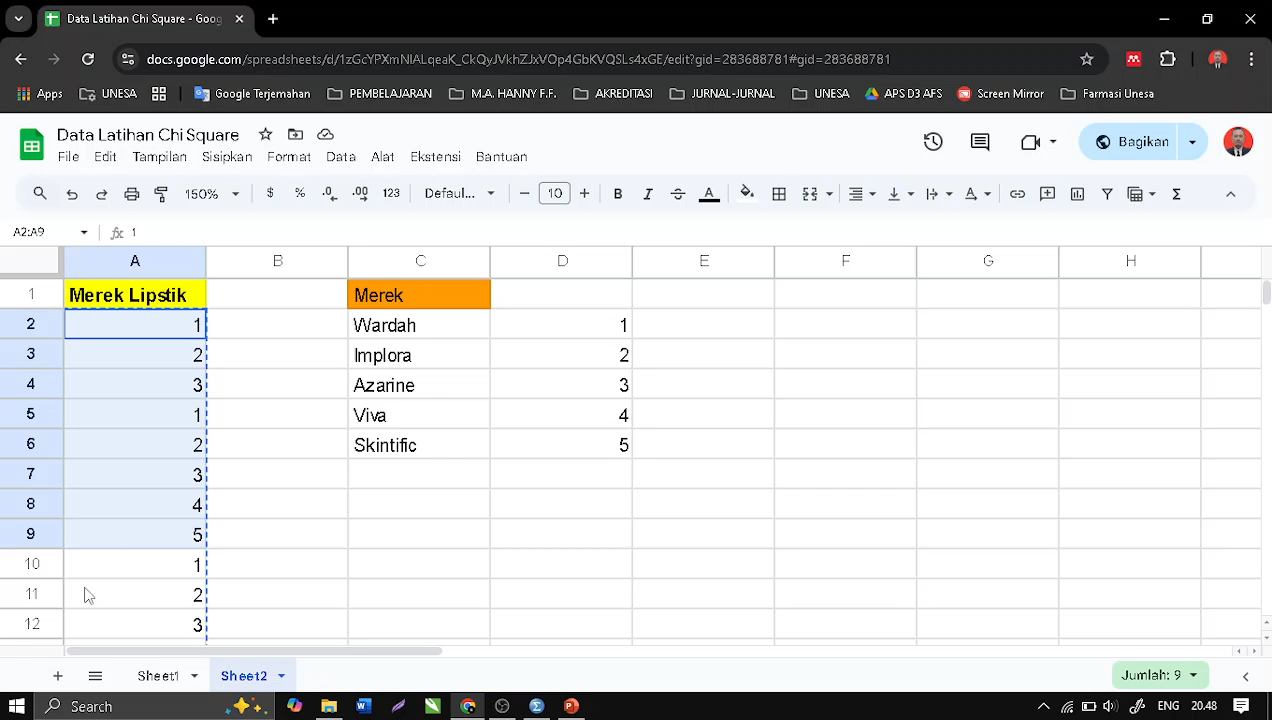 Data Latihan Chi Square - Goog
docs.google.com/spreadsheets/d/1zGcYPXmNlALqeaK_CkQyJVkhZJxVOp4GbKVQSLs4xGE/edit?gid=283688781#gid=283688781
Apps UNESA Google Terjemahan PEMBELAJARAN M.A. HANNY F.F. AKREDITASI JURNAL-JURNAL UNESA APS D3 AFS Screen Mirror Farmasi Unesa
Data Latihan Chi Square
File Edit Tampilan Sisipkan Format Data Alat Ekstensi Bantuan
Bagikan
150% $ % .0 .00 123 Defaul... 10 B I A
A2:A9 fx 1
A B C D E F G H
1 Merek Lipstik Merek
2 1 Wardah 1
3 2 Implora 2
4 3 Azarine 3
5 1 Viva 4
6 2 Skintific 5
7 3
8 4
9 5
10 1
11 2
12 3
Sheet1 Sheet2 Jumlah: 9
Search ENG 20.48